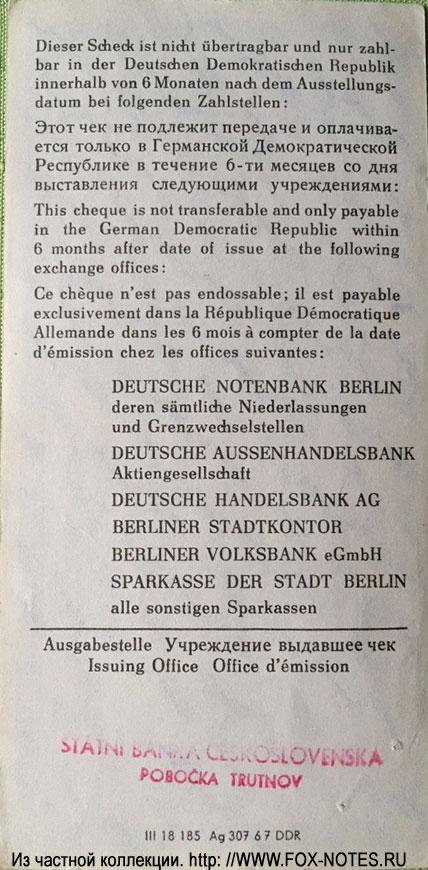 Dieser Scheck ist nicht übertragbar und nur zahl-
bar in der Deutschen Demokratischen Republik
innerhalb von 6 Monaten nach dem Ausstellungs-
datum bei folgenden Zahlstellen:
Этот чек не подлежит передаче и оплачива-
ется только в Германской Демократической
Республике в течение 6-ти месяцев со дня
выставления следующими учреждениями:
This cheque is not transferable and only payable
in the German Democratic Republic within
6 months after date of issue at the following
exchange offices:
Ce chèque n'est pas endossable; il est payable
exclusivement dans la République Démocratique
Allemande dans les 6 mois à compter de la date
d'émission chez les offices suivantes:
DEUTSCHE NOTENBANK BERLIN
deren sämtliche Niederlassungen
und Grenzwechselstellen
DEUTSCHE AUSSENHANDELSBANK
Aktiengesellschaft
DEUTSCHE HANDELSBANK AG
BERLINER STADTKONTOR
BERLINER VOLKSBANK eGmbH
SPARKASSE DER STADT BERLIN
alle sonstigen Sparkassen
Ausgabestelle Учреждение выдавшее чек
Issuing Office Office d'émission
STÁTNÍ BANKA ČESKOSLOVENSKÁ
POBOČKA TRUTNOV
III 18 185 Ag 307 67 DDR
Из частной коллекции. http: //WWW.FOX-NOTES.RU